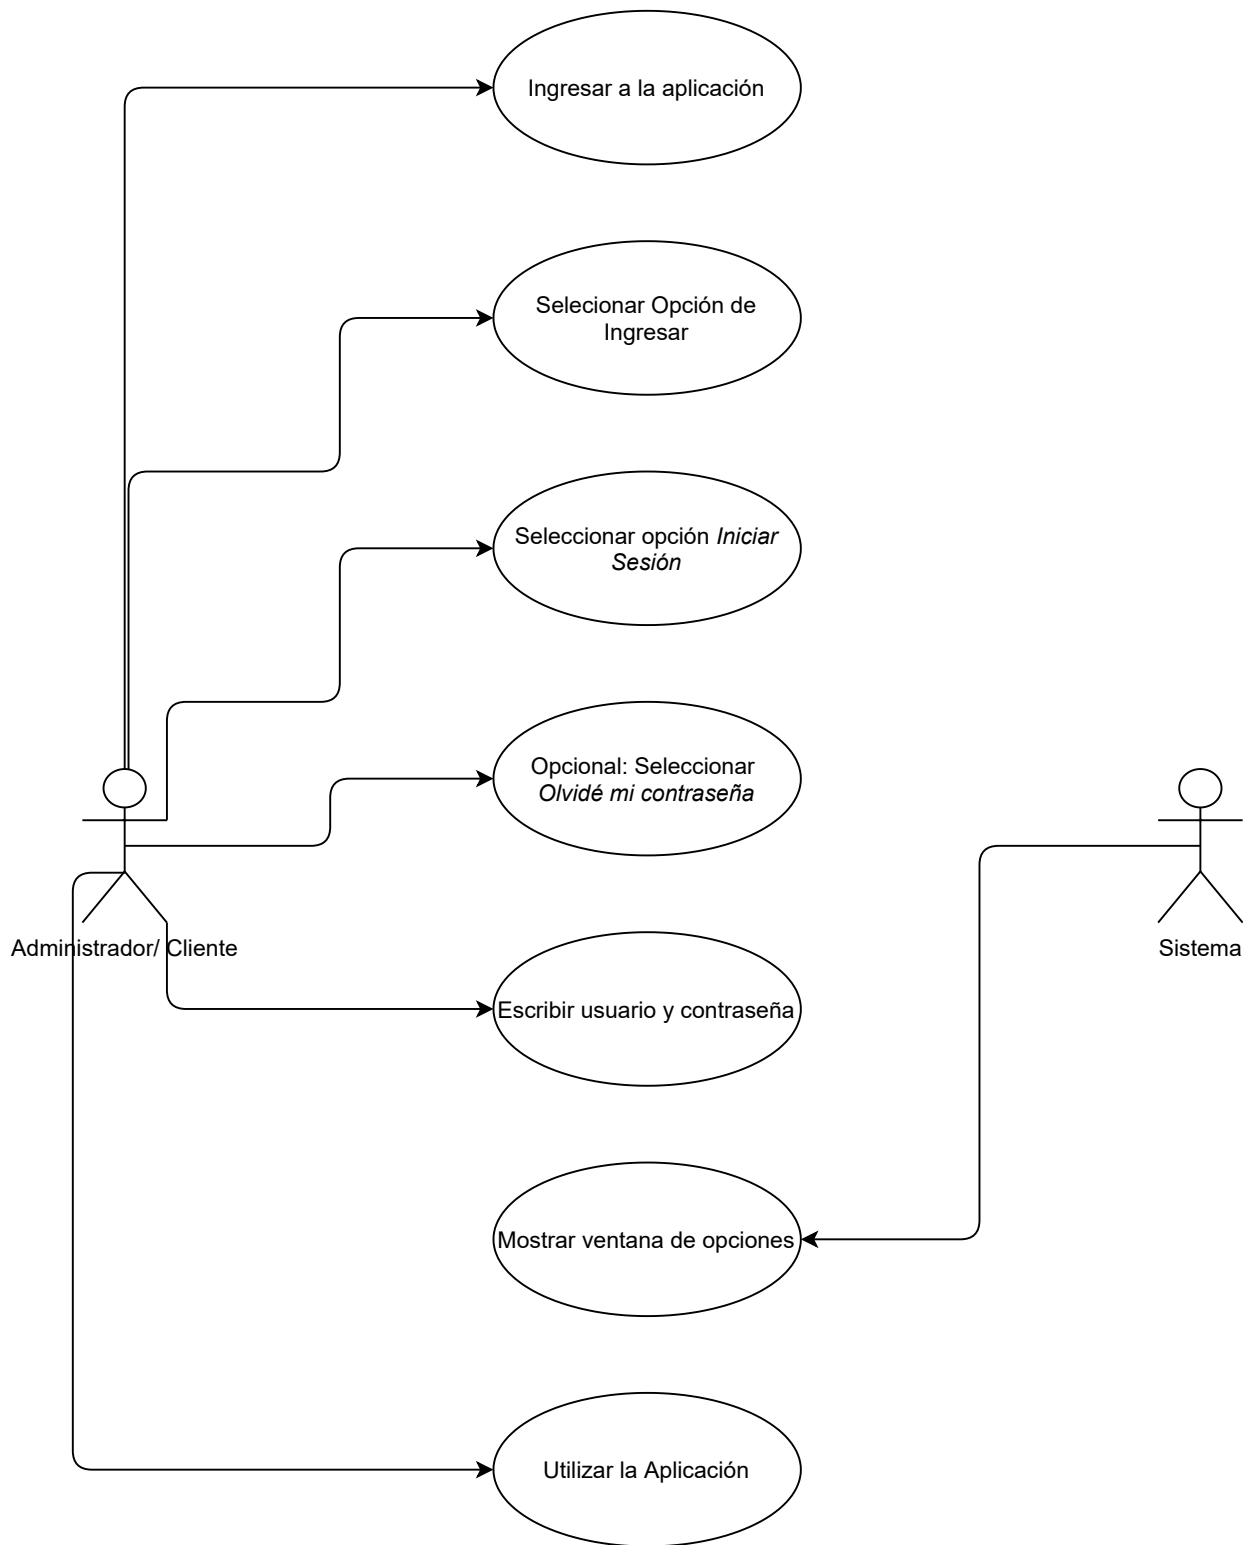 Ingresar a la aplicación
Selecionar Opción de
Ingresar
Seleccionar opción Iniciar
Sesión
Opcional: Seleccionar
Olvidé mi contraseña
Administrador/ Cliente
Sistema
Escribir usuario y contraseña
Mostrar ventana de opciones
Utilizar la Aplicación